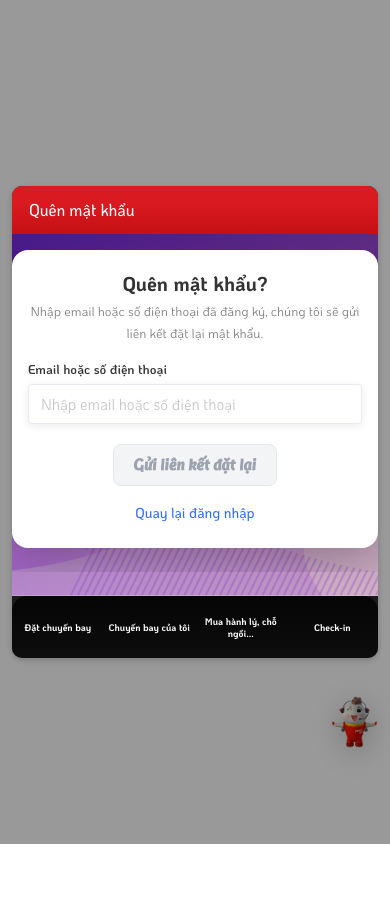 Quên mật khẩu
Quên mật khẩu?
Nhập email hoặc số điện thoại đã đăng ký, chúng tôi sẽ gửi
liên kết đặt lại mật khẩu.
Email hoặc số điện thoại
Nhập email hoặc số điện thoại
Gửi liên kết đặt lại
Quay lại đăng nhập
Đặt chuyến bay
Chuyến bay của tôi
Mua hành lý, chỗ
ngồi...
Check-in